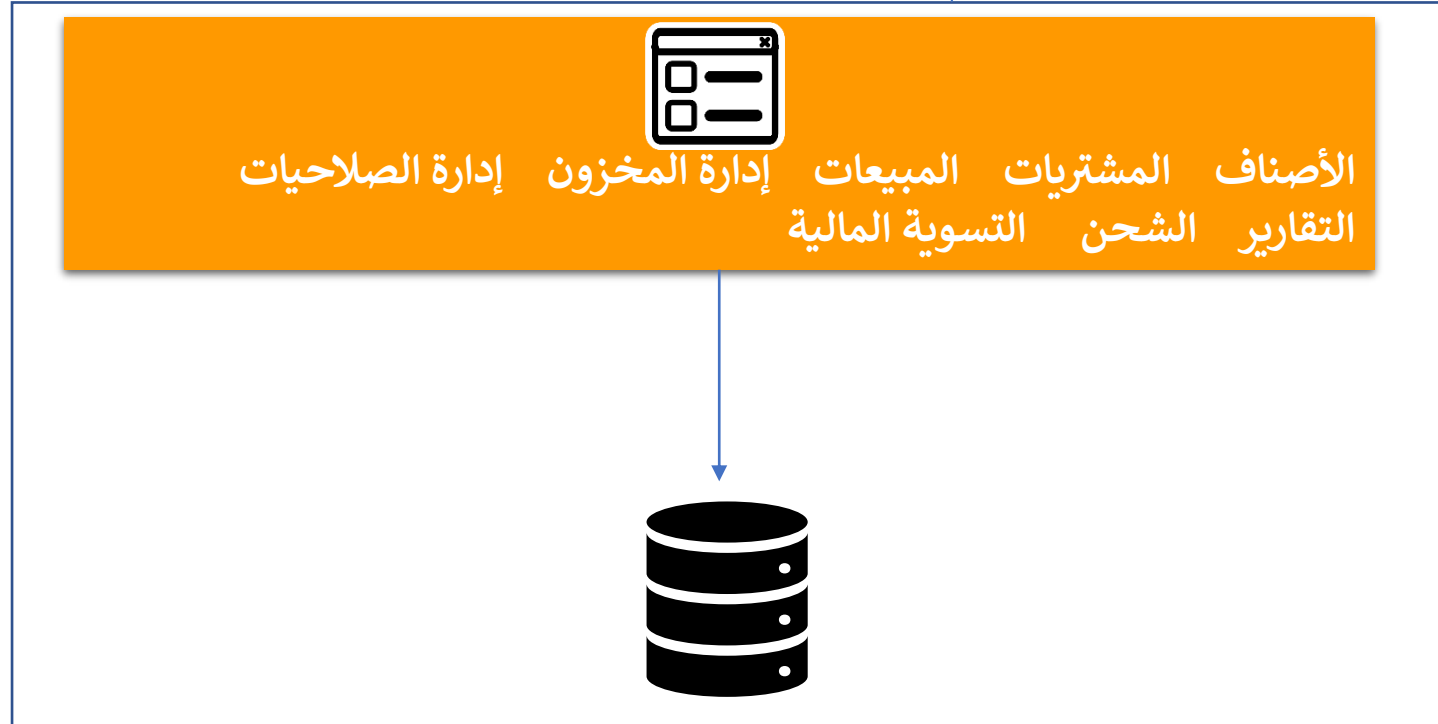 الأصناف المشتريات المبيعات إدارة المخزون إدارة الصلاحيات
التقارير الشحن التسوية المالية